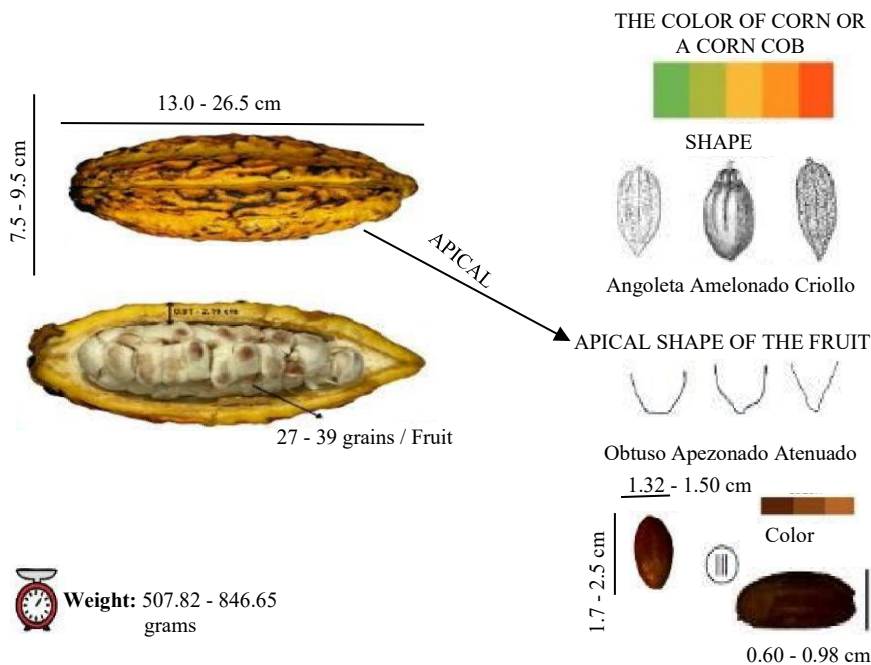 THE COLOR OF CORN OR
A CORN COB
13.0 - 26.5 cm
7.5 - 9.5 cm
SHAPE
Angoleta Amelonado Criollo
APICAL
APICAL SHAPE OF THE FRUIT
27 - 39 grains / Fruit
Obtuso Apezonado Atenuado
1.32 - 1.50 cm
Color
1.7 - 2.5 cm
Weight: 507.82 - 846.65
grams
0.60 - 0.98 cm